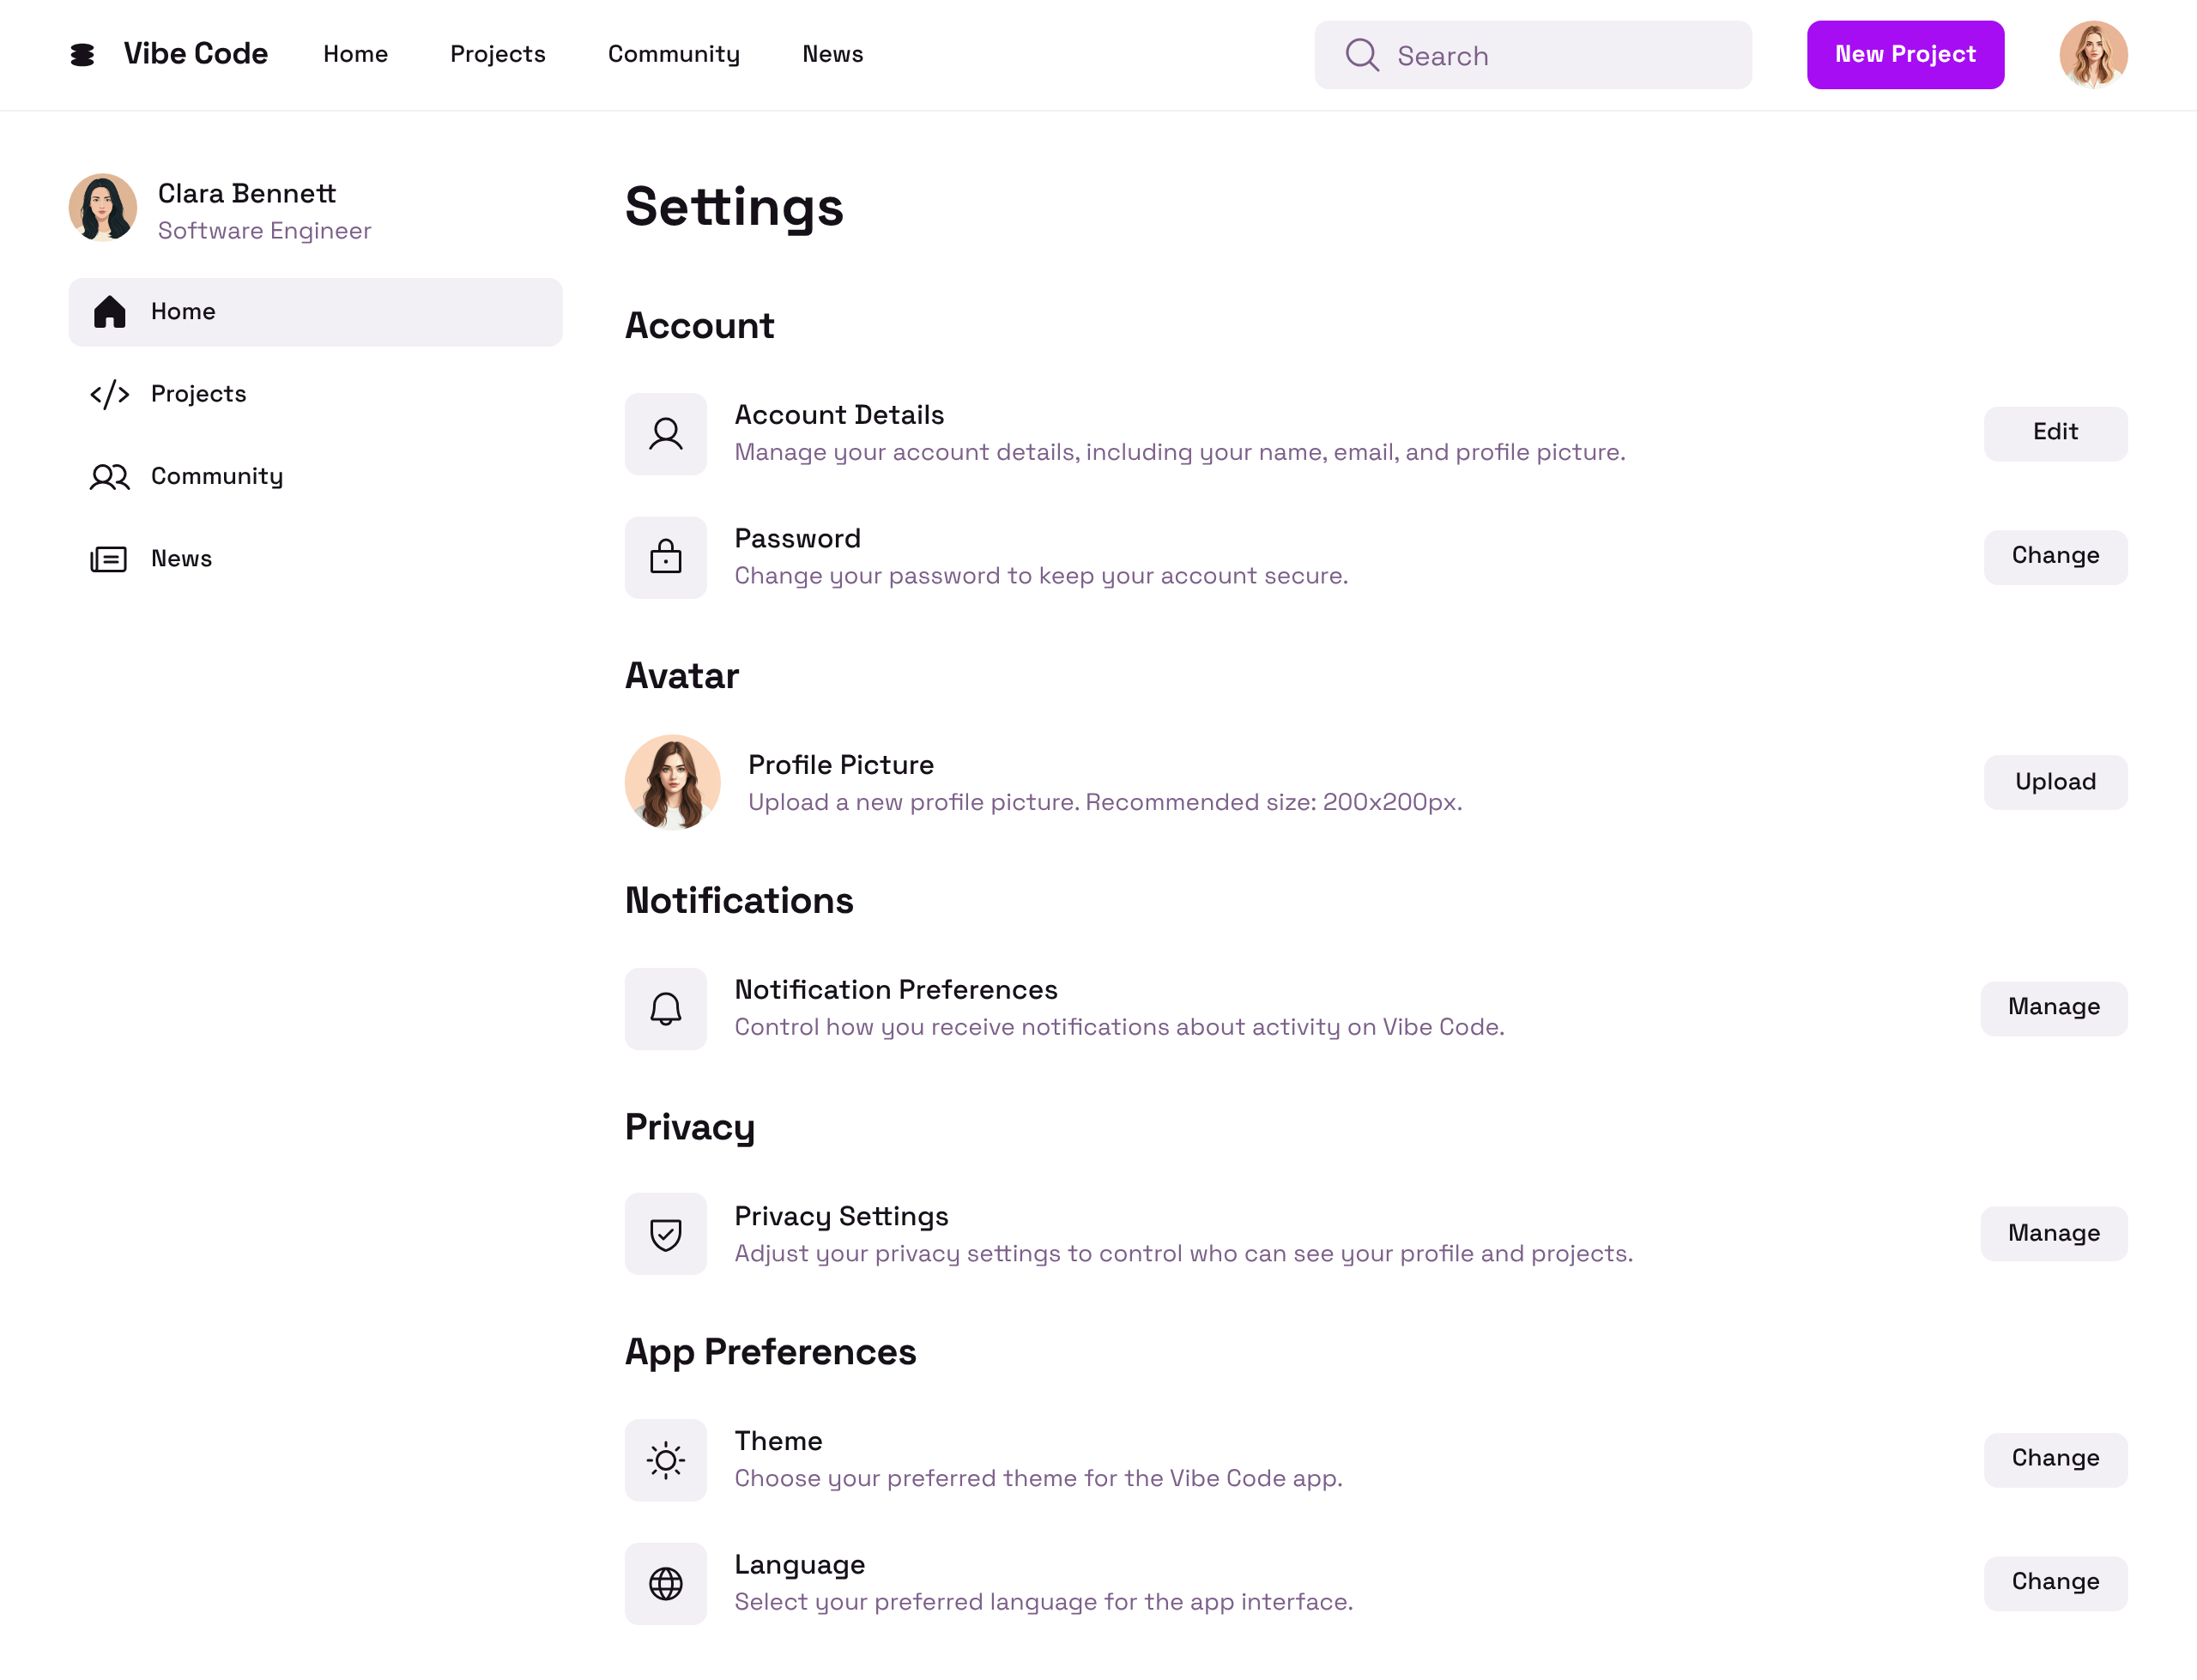 Vibe Code
Home
Projects
Community
News
Search
New Project
Clara Bennett
Software Engineer
Home
Projects
Community
News
Settings
Account
Account Details
Manage your account details, including your name, email, and profile picture.
Edit
Password
Change your password to keep your account secure.
Change
Avatar
Profile Picture
Upload a new profile picture. Recommended size: 200x200px.
Upload
Notifications
Notification Preferences
Control how you receive notifications about activity on Vibe Code.
Manage
Privacy
Privacy Settings
Adjust your privacy settings to control who can see your profile and projects.
Manage
App Preferences
Theme
Choose your preferred theme for the Vibe Code app.
Change
Language
Select your preferred language for the app interface.
Change